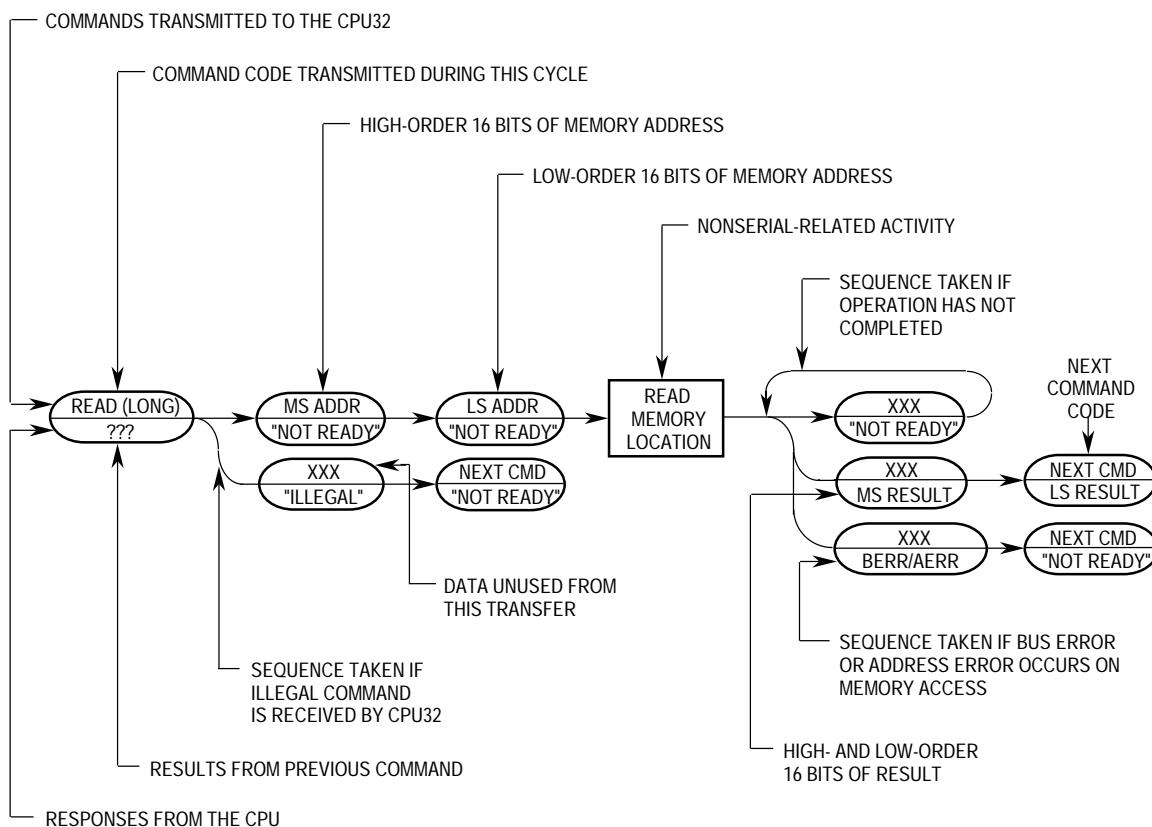 COMMANDS TRANSMITTED TO THE CPU32
COMMAND CODE TRANSMITTED DURING THIS CYCLE
HIGH-ORDER 16 BITS OF MEMORY ADDRESS
LOW-ORDER 16 BITS OF MEMORY ADDRESS
NONSERIAL-RELATED ACTIVITY
SEQUENCE TAKEN IF
OPERATION HAS NOT
COMPLETED
NEXT
COMMAND
CODE
READ (LONG)
???
MS ADDR
"NOT READY"
LS ADDR
"NOT READY"
READ
MEMORY
LOCATION
XXX
"NOT READY"
XXX
"ILLEGAL"
NEXT CMD
"NOT READY"
XXX
MS RESULT
NEXT CMD
LS RESULT
XXX
BERR/AERR
NEXT CMD
"NOT READY"
DATA UNUSED FROM
THIS TRANSFER
SEQUENCE TAKEN IF
ILLEGAL COMMAND
IS RECEIVED BY CPU32
SEQUENCE TAKEN IF BUS ERROR
OR ADDRESS ERROR OCCURS ON
MEMORY ACCESS
HIGH- AND LOW-ORDER
16 BITS OF RESULT
RESULTS FROM PREVIOUS COMMAND
RESPONSES FROM THE CPU